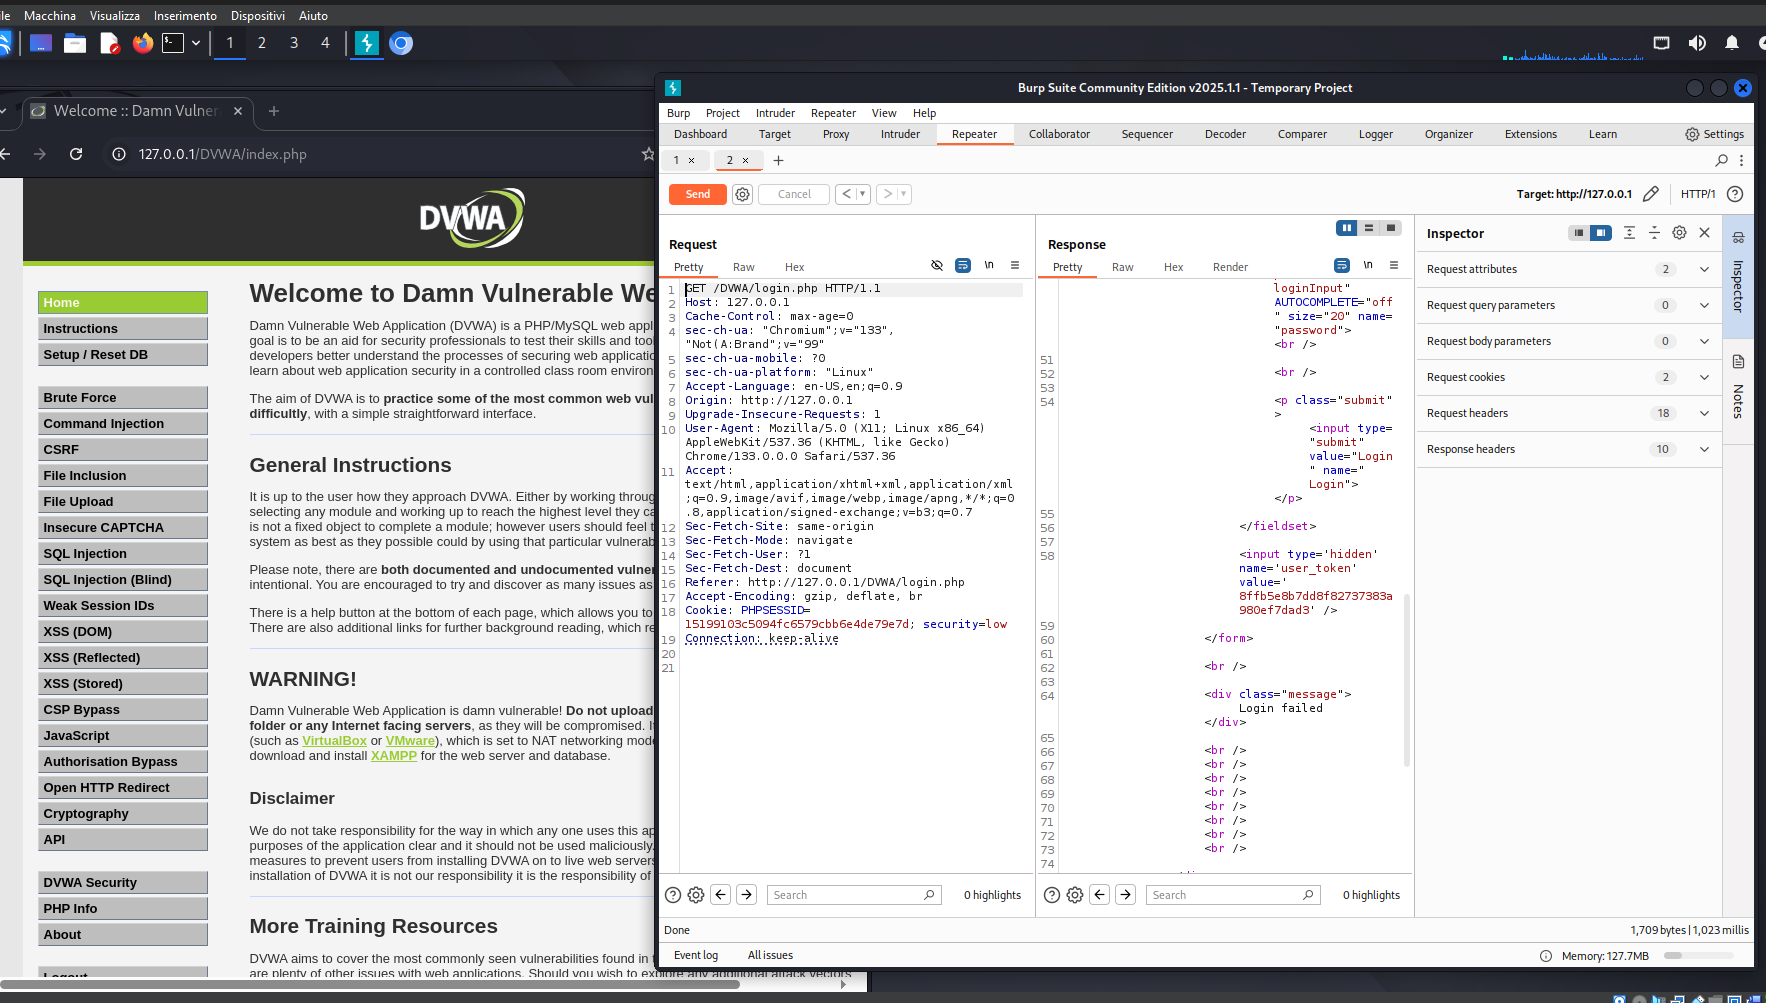 Macchina Visualizza Inserimento Dispositivi Aiuto
1 2 3 4
Welcome :: Damn Vulner
127.0.0.1/DVWA/index.php
DVWA
Home
Instructions
Setup / Reset DB
Brute Force
Command Injection
CSRF
File Inclusion
File Upload
Insecure CAPTCHA
SQL Injection
SQL Injection (Blind)
Weak Session IDs
XSS (DOM)
XSS (Reflected)
XSS (Stored)
CSP Bypass
JavaScript
Authorisation Bypass
Open HTTP Redirect
Cryptography
API
DVWA Security
PHP Info
About
Logout
Welcome to Damn Vulnerable We
Damn Vulnerable Web Application (DVWA) is a PHP/MySQL web appl
goal is to be an aid for security professionals to test their skills and tool
developers better understand the processes of securing web application
learn about web application security in a controlled class room environ
The aim of DVWA is to practice some of the most common web vul
difficultly, with a simple straightforward interface.
General Instructions
It is up to the user how they approach DVWA. Either by working throug
selecting any module and working up to reach the highest level they ca
is not a fixed object to complete a module; however users should feel t
system as best as they possible could by using that particular vulnerab
Please note, there are both documented and undocumented vulner
intentional. You are encouraged to try and discover as many issues as
There is a help button at the bottom of each page, which allows you to
There are also additional links for further background reading, which re
WARNING!
Damn Vulnerable Web Application is damn vulnerable! Do not upload
folder or any Internet facing servers, as they will be compromised. I
(such as VirtualBox or VMware), which is set to NAT networking mode
download and install XAMPP for the web server and database.
Disclaimer
We do not take responsibility for the way in which any one uses this ap
purposes of the application clear and it should not be used maliciously.
measures to prevent users from installing DVWA on to live web servers
installation of DVWA it is not our responsibility it is the responsibility of
More Training Resources
DVWA aims to cover the most commonly seen vulnerabilities found in t
are plenty of other issues with web applications. Should you wish to explore any additional attack vectors
Burp Suite Community Edition v2025.1.1 - Temporary Project
Burp Project Intruder Repeater View Help
Dashboard Target Proxy Intruder Repeater Collaborator Sequencer Decoder Comparer Logger Organizer Extensions Learn Settings
1 × 2 × +
Send Cancel < >
Target: http://127.0.0.1 HTTP/1
Request
Pretty Raw Hex \n
1 GET /DVWA/login.php HTTP/1.1
2 Host: 127.0.0.1
3 Cache-Control: max-age=0
4 sec-ch-ua: "Chromium";v="133",
"Not(A:Brand";v="99"
5 sec-ch-ua-mobile: ?0
6 sec-ch-ua-platform: "Linux"
7 Accept-Language: en-US,en;q=0.9
8 Origin: http://127.0.0.1
9 Upgrade-Insecure-Requests: 1
10 User-Agent: Mozilla/5.0 (X11; Linux x86_64)
AppleWebKit/537.36 (KHTML, like Gecko)
Chrome/133.0.0.0 Safari/537.36
11 Accept:
text/html,application/xhtml+xml,application/xml
;q=0.9,image/avif,image/webp,image/apng,*/*;q=0
.8,application/signed-exchange;v=b3;q=0.7
12 Sec-Fetch-Site: same-origin
13 Sec-Fetch-Mode: navigate
14 Sec-Fetch-User: ?1
15 Sec-Fetch-Dest: document
16 Referer: http://127.0.0.1/DVWA/login.php
17 Accept-Encoding: gzip, deflate, br
18 Cookie: PHPSESSID=
15199103c5094fc6579cbb6e4de79e7d; security=low
19 Connection: keep-alive
20
21
Search 0 highlights
Response
Pretty Raw Hex Render \n
loginInput"
AUTOCOMPLETE="off
" size="20" name=
"password">
<br />
51
52 <br />
53
54 <p class="submit"
>
<input type=
"submit"
value="Login
" name="
Login">
</p>
55
56 </fieldset>
57
58 <input type='hidden'
name='user_token'
value='
8ffb5e8b7dd8f82737383a
980ef7dad3' />
59
60 </form>
61
62 <br />
63
64 <div class="message">
Login failed
</div>
65
66 <br />
67 <br />
68 <br />
69 <br />
70 <br />
71 <br />
72 <br />
73 <br />
74
Search 0 highlights
Inspector
Request attributes 2
Request query parameters 0
Request body parameters 0
Request cookies 2
Request headers 18
Response headers 10
Inspector
Notes
Done
1,709 bytes | 1,023 millis
Event log All issues
Memory: 127.7MB